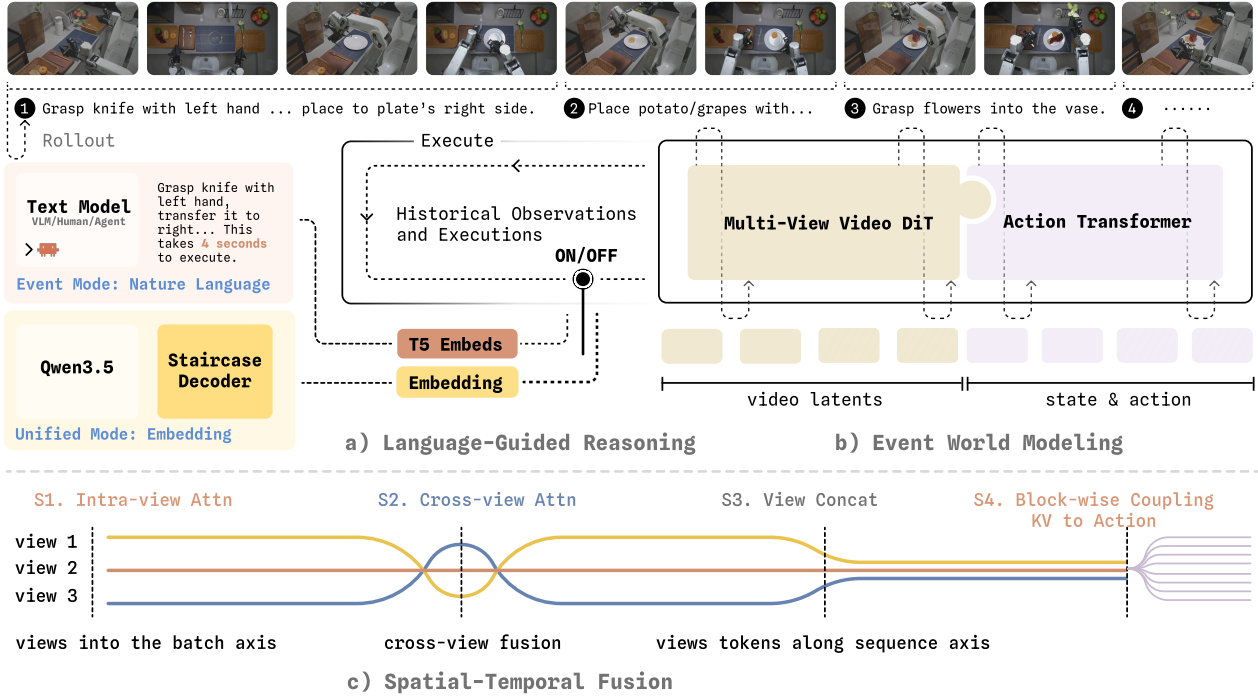 1 Grasp knife with left hand ... place to plate's right side.
2 Place potato/grapes with...
3 Grasp flowers into the vase.
4 ......
Rollout
Execute
Text Model
VLM/Human/Agent
Grasp knife with
left hand,
transfer it to
right... This
takes 4 seconds
to execute.
Event Mode: Nature Language
Historical Observations
and Executions
ON/OFF
Multi-View Video DiT
Action Transformer
Qwen3.5
Staircase
Decoder
Unified Mode: Embedding
T5 Embeds
Embedding
video latents
state & action
a) Language-Guided Reasoning
b) Event World Modeling
S1. Intra-view Attn
S2. Cross-view Attn
S3. View Concat
S4. Block-wise Coupling
KV to Action
view 1
view 2
view 3
views into the batch axis
cross-view fusion
views tokens along sequence axis
c) Spatial-Temporal Fusion